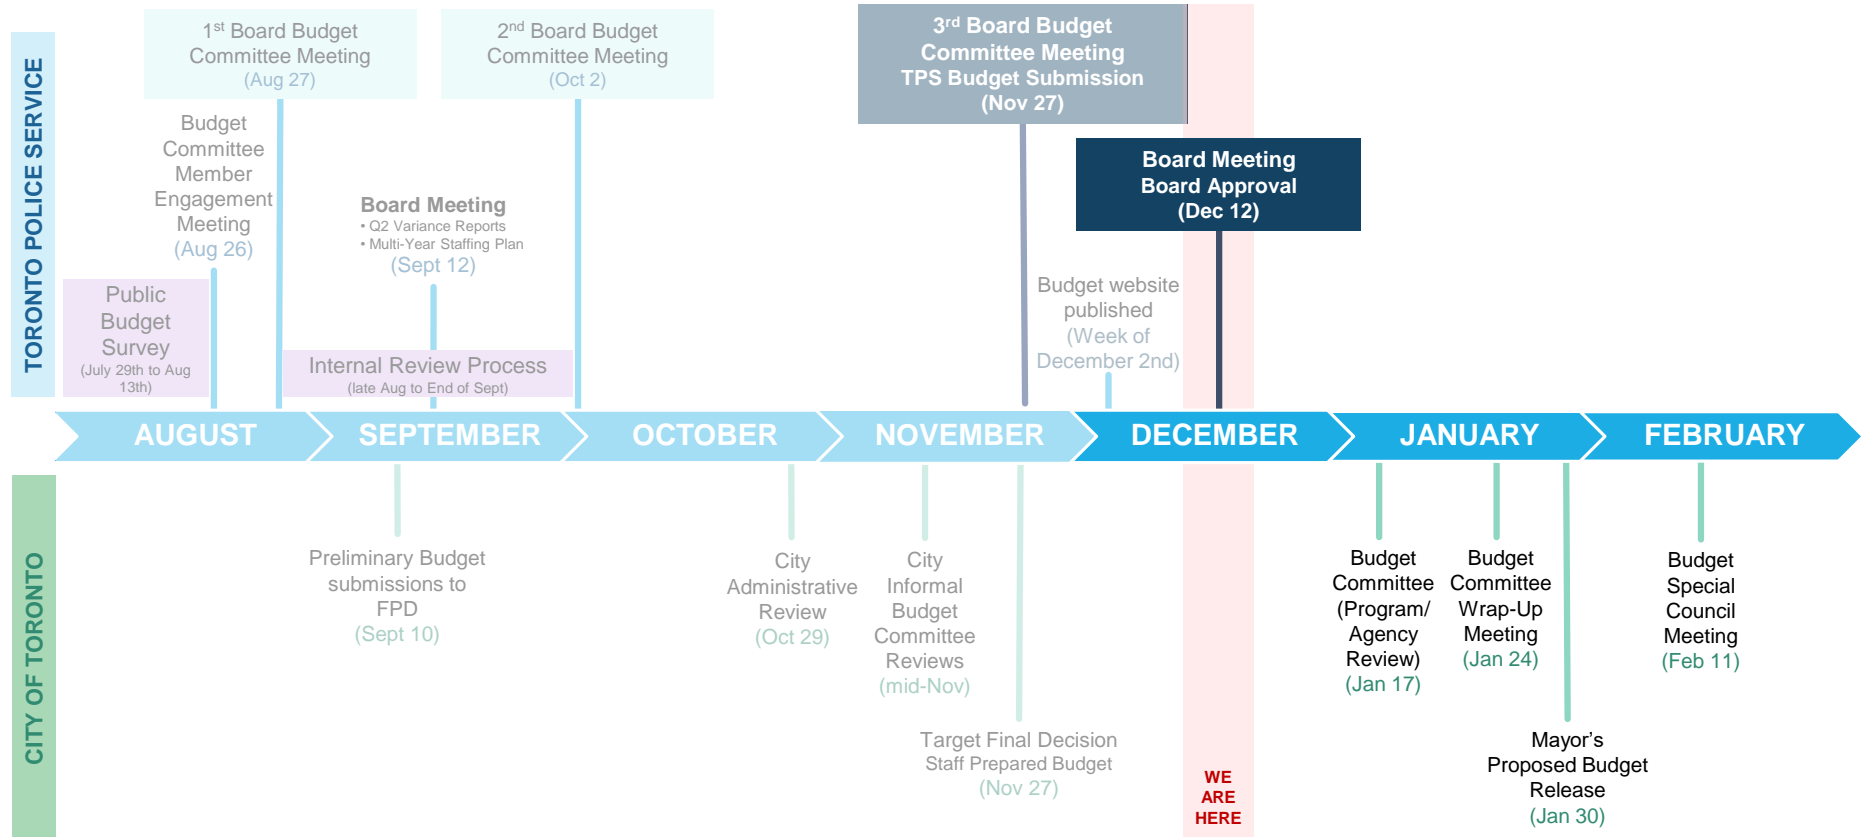 TORONTO POLICE SERVICE
1st Board Budget
Committee Meeting
(Aug 27)
2nd Board Budget
Committee Meeting
(Oct 2)
3rd Board Budget
Committee Meeting
TPS Budget Submission
(Nov 27)
Budget
Committee
Member
Engagement
Meeting
(Aug 26)
Board Meeting
• Q2 Variance Reports
• Multi-Year Staffing Plan
(Sept 12)
Board Meeting
Board Approval
(Dec 12)
Public
Budget
Survey
(July 29th to Aug
13th)
Internal Review Process
(late Aug to End of Sept)
Budget website
published
(Week of
December 2nd)
AUGUST
SEPTEMBER
OCTOBER
NOVEMBER
DECEMBER
JANUARY
FEBRUARY
CITY OF TORONTO
Preliminary Budget
submissions to
FPD
(Sept 10)
City
Administrative
Review
(Oct 29)
City
Informal
Budget
Committee
Reviews
(mid-Nov)
Target Final Decision
Staff Prepared Budget
(Nov 27)
WE
ARE
HERE
Budget
Committee
(Program/
Agency
Review)
(Jan 17)
Budget
Committee
Wrap-Up
Meeting
(Jan 24)
Mayor’s
Proposed Budget
Release
(Jan 30)
Budget
Special
Council
Meeting
(Feb 11)